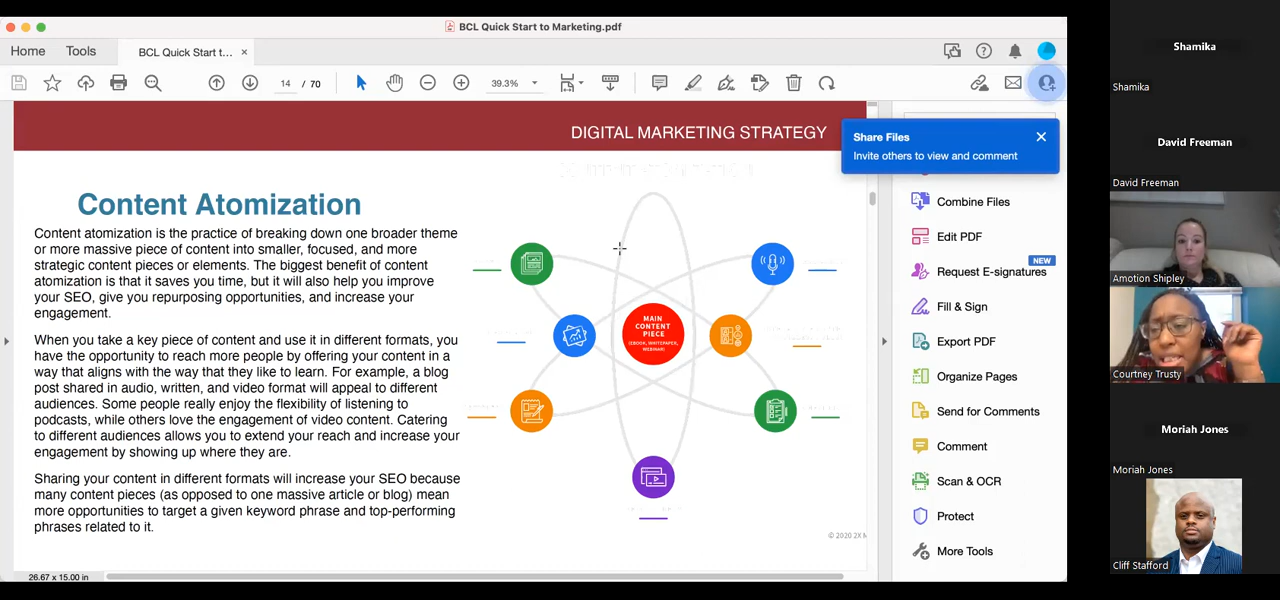 BCL Quick Start to Marketing.pdf
Home
Tools
BCL Quick Start t...
14 / 70
39.3%
DIGITAL MARKETING STRATEGY
Share Files
Invite others to view and comment
Content Atomization
Content atomization is the practice of breaking down one broader theme
or more massive piece of content into smaller, focused, and more
strategic content pieces or elements. The biggest benefit of content
atomization is that it saves you time, but it will also help you improve
your SEO, give you repurposing opportunities, and increase your
engagement.
When you take a key piece of content and use it in different formats, you
have the opportunity to reach more people by offering your content in a
way that aligns with the way that they like to learn. For example, a blog
post shared in audio, written, and video format will appeal to different
audiences. Some people really enjoy the flexibility of listening to
podcasts, while others love the engagement of video content. Catering
to different audiences allows you to extend your reach and increase your
engagement by showing up where they are.
Sharing your content in different formats will increase your SEO because
many content pieces (as opposed to one massive article or blog) mean
more opportunities to target a given keyword phrase and top-performing
phrases related to it.
MAIN
CONTENT
PIECE
(EBOOK, WHITEPAPER,
WEBINAR)
© 2020 2X M
26.67 x 15.00 in
Combine Files
Edit PDF
NEW
Request E-signatures
Fill & Sign
Export PDF
Organize Pages
Send for Comments
Comment
Scan & OCR
Protect
More Tools
Shamika
Shamika
David Freeman
David Freeman
Amotion Shipley
Courtney Trusty
Moriah Jones
Moriah Jones
Cliff Stafford